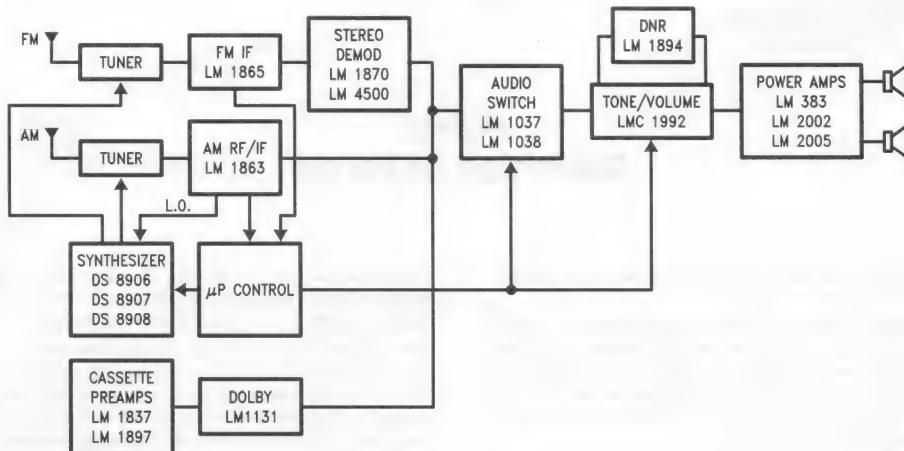 FM
TUNER
FM IF
LM 1865
STEREO
DEMOD
LM 1870
LM 4500
AUDIO
SWITCH
LM 1037
LM 1038
DNR
LM 1894
TONE/VOLUME
LMC 1992
POWER AMPS
LM 383
LM 2002
LM 2005
AM
TUNER
AM RF/IF
LM 1863
L.O.
SYNTHESIZER
DS 8906
DS 8907
DS 8908
μP CONTROL
CASSETTE
PREAMPS
LM 1837
LM 1897
DOLBY
LM1131